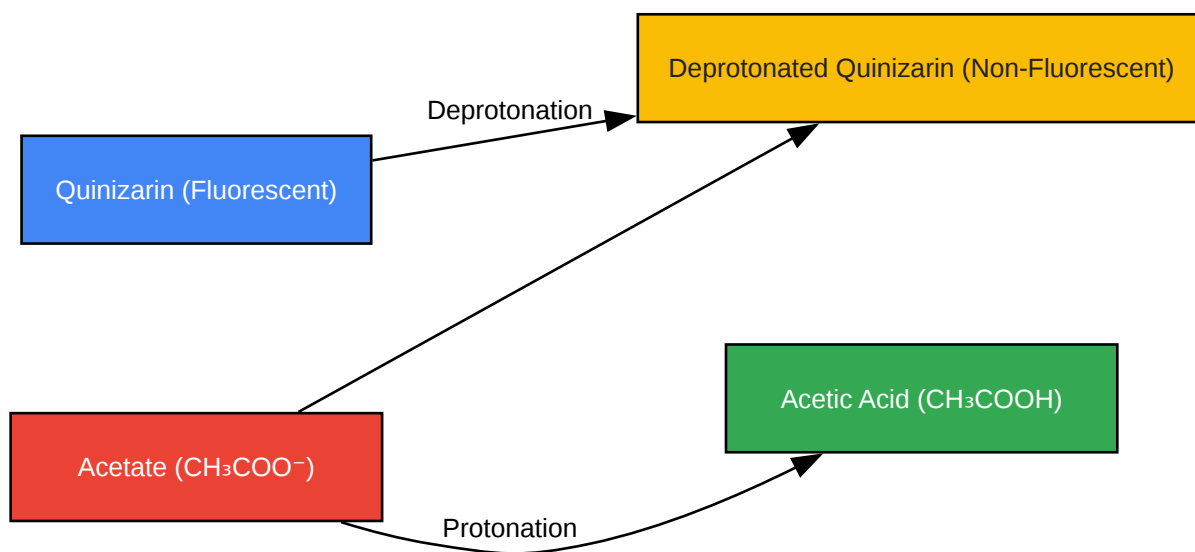 Deprotonated Quinizarin (Non-Fluorescent)
Deprotonation
Quinizarin (Fluorescent)
Acetic Acid (CH₃COOH)
Acetate (CH₃COO⁻)
Protonation